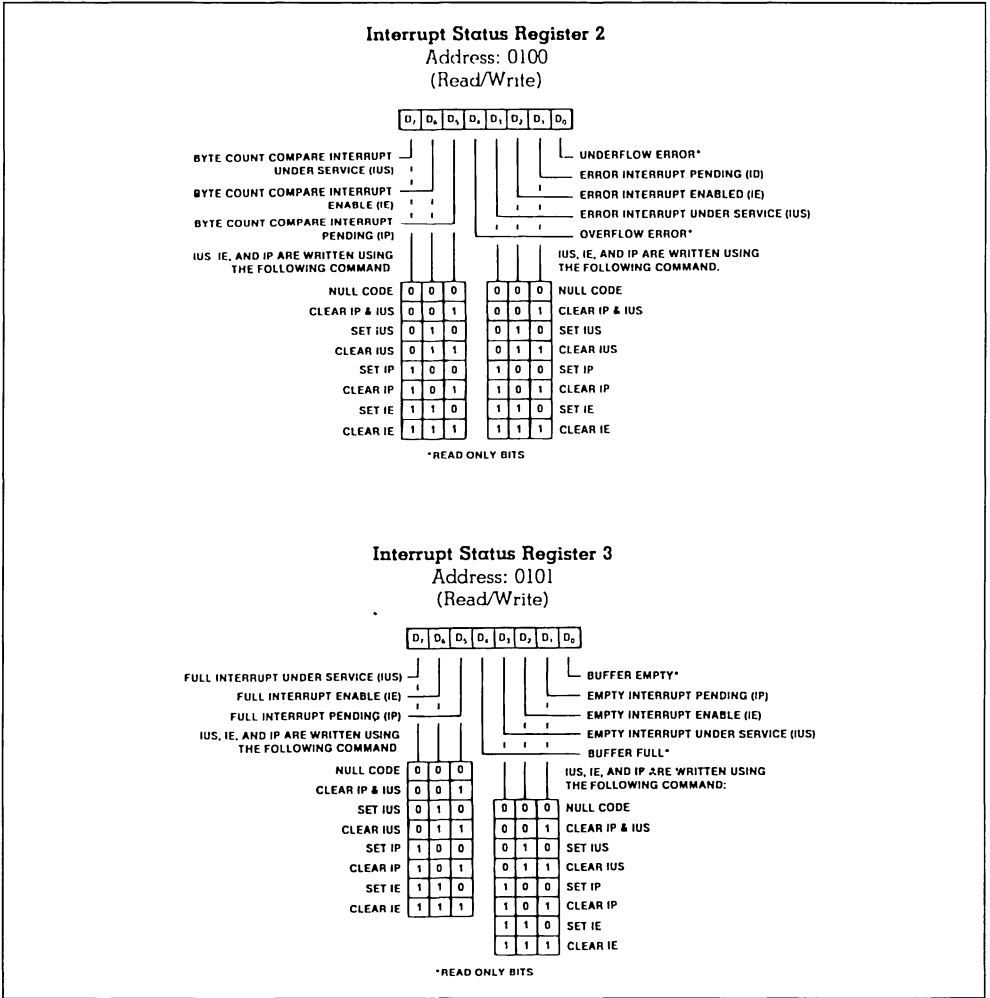 Interrupt Status Register 2
Address: 0100
(Read/Write)
D7 D6 D5 D4 D3 D2 D1 D0
BYTE COUNT COMPARE INTERRUPT
UNDER SERVICE (IUS)
BYTE COUNT COMPARE INTERRUPT
ENABLE (IE)
BYTE COUNT COMPARE INTERRUPT
PENDING (IP)
IUS IE, AND IP ARE WRITTEN USING
THE FOLLOWING COMMAND
UNDERFLOW ERROR*
ERROR INTERRUPT PENDING (ID)
ERROR INTERRUPT ENABLED (IE)
ERROR INTERRUPT UNDER SERVICE (IUS)
OVERFLOW ERROR*
IUS, IE, AND IP ARE WRITTEN USING
THE FOLLOWING COMMAND.
NULL CODE 0 0 0 0 0 0 NULL CODE
CLEAR IP & IUS 0 0 1 0 0 1 CLEAR IP & IUS
SET IUS 0 1 0 0 1 0 SET IUS
CLEAR IUS 0 1 1 0 1 1 CLEAR IUS
SET IP 1 0 0 1 0 0 SET IP
CLEAR IP 1 0 1 1 0 1 CLEAR IP
SET IE 1 1 0 1 1 0 SET IE
CLEAR IE 1 1 1 1 1 1 CLEAR IE
*READ ONLY BITS
Interrupt Status Register 3
Address: 0101
(Read/Write)
D7 D6 D5 D4 D3 D2 D1 D0
FULL INTERRUPT UNDER SERVICE (IUS)
FULL INTERRUPT ENABLE (IE)
FULL INTERRUPT PENDING (IP)
IUS, IE, AND IP ARE WRITTEN USING
THE FOLLOWING COMMAND
NULL CODE 0 0 0
CLEAR IP & IUS 0 0 1
SET IUS 0 1 0
CLEAR IUS 0 1 1
SET IP 1 0 0
CLEAR IP 1 0 1
SET IE 1 1 0
CLEAR IE 1 1 1
BUFFER EMPTY*
EMPTY INTERRUPT PENDING (IP)
EMPTY INTERRUPT ENABLE (IE)
EMPTY INTERRUPT UNDER SERVICE (IUS)
BUFFER FULL*
IUS, IE, AND IP ARE WRITTEN USING
THE FOLLOWING COMMAND:
0 0 0 NULL CODE
0 0 1 CLEAR IP & IUS
0 1 0 SET IUS
0 1 1 CLEAR IUS
1 0 0 SET IP
1 0 1 CLEAR IP
1 1 0 SET IE
1 1 1 CLEAR IE
*READ ONLY BITS